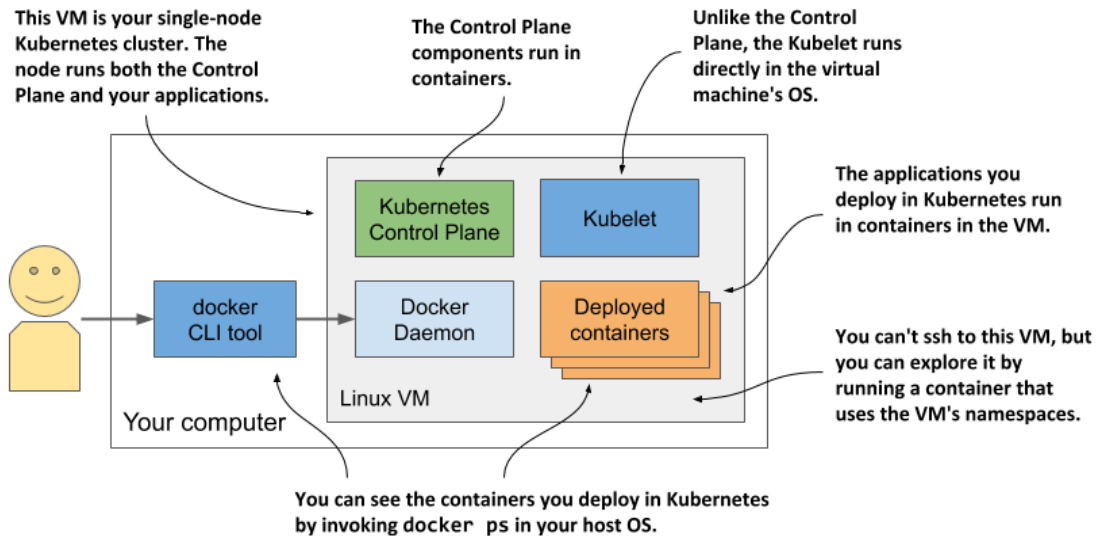 This VM is your single-node
Kubernetes cluster. The
node runs both the Control
Plane and your applications.
The Control Plane
components run in
containers.
Unlike the Control
Plane, the Kubelet runs
directly in the virtual
machine's OS.
The applications you
deploy in Kubernetes run
in containers in the VM.
Kubernetes
Control Plane
Kubelet
docker
CLI tool
Docker
Daemon
Deployed
containers
Linux VM
Your computer
You can't ssh to this VM, but
you can explore it by
running a container that
uses the VM's namespaces.
You can see the containers you deploy in Kubernetes
by invoking docker ps in your host OS.